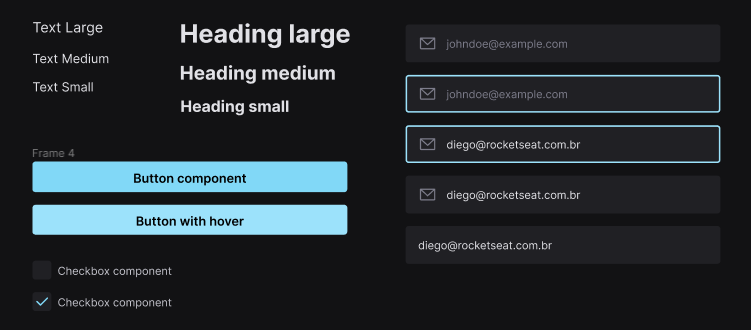 Text Large
Text Medium
Text Small
Heading large
Heading medium
Heading small
Frame 4
Button component
Button with hover
Checkbox component
Checkbox component
johndoe@example.com
johndoe@example.com
diego@rocketseat.com.br
diego@rocketseat.com.br
diego@rocketseat.com.br